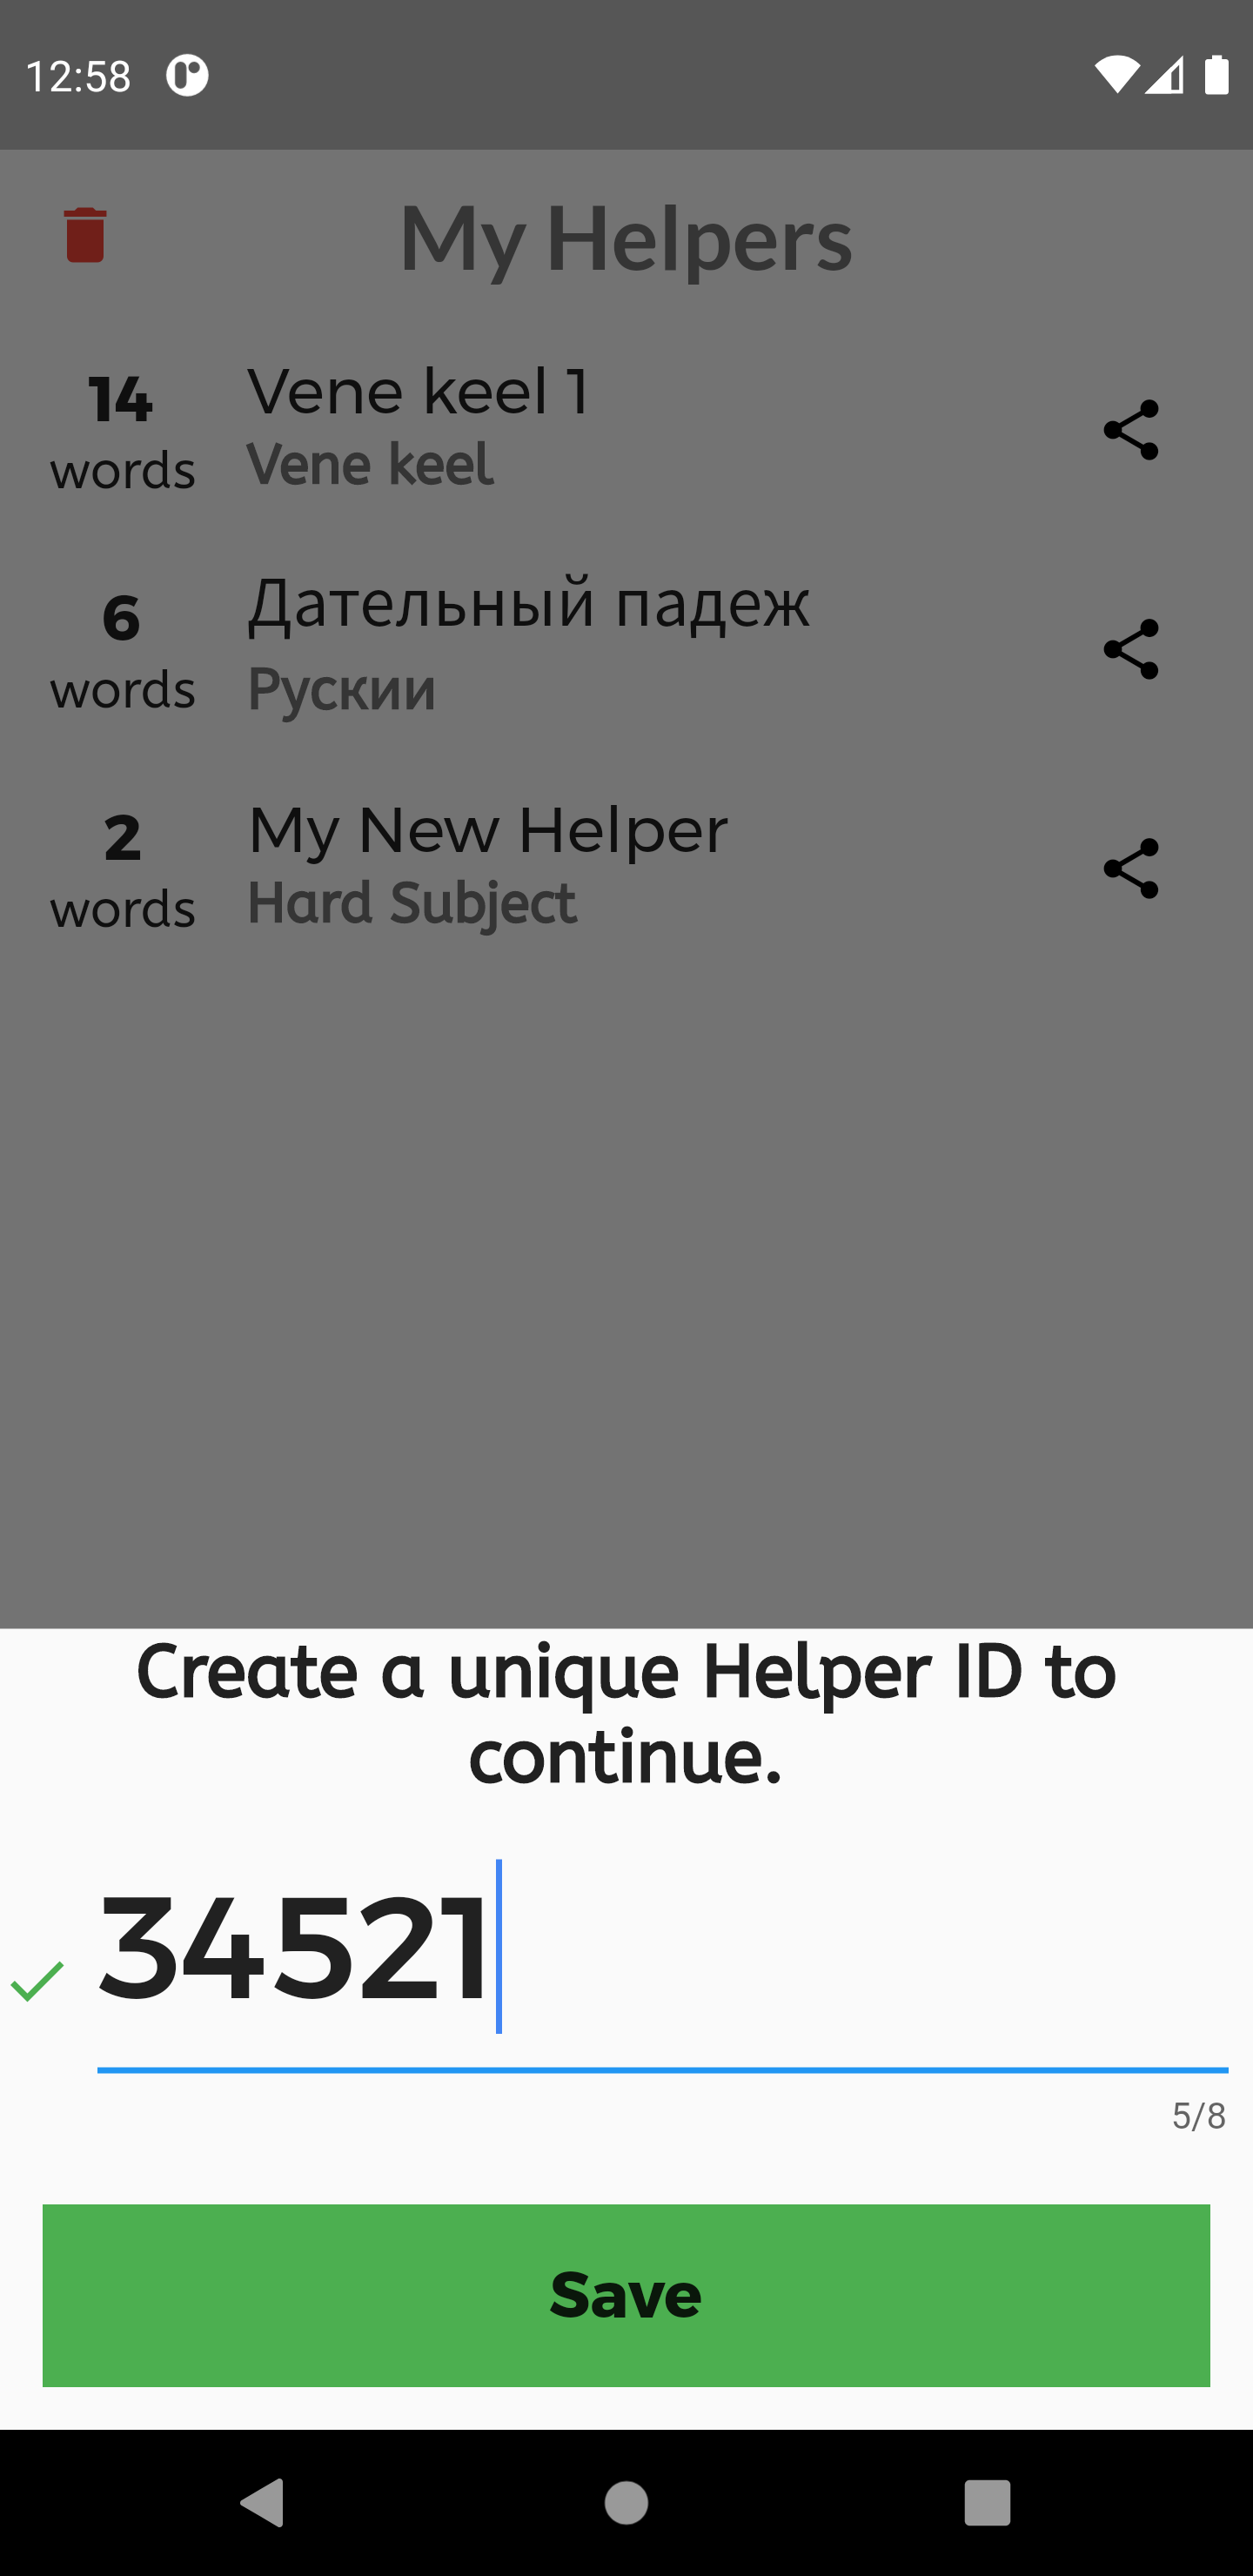 12:58
My Helpers
14
words
Vene keel 1
Vene keel
6
words
Дательный падеж
Рускии
2
words
My New Helper
Hard Subject
Create a unique Helper ID to
continue.
34521
5/8
Save